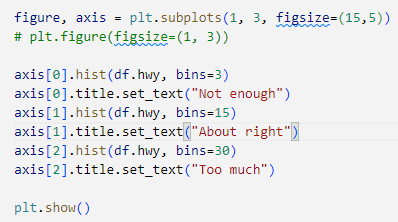 figure, axis = plt.subplots(1, 3, figsize=(15,5))
# plt.figure(figsize=(1, 3))
axis[0].hist(df.hwy, bins=3)
axis[0].title.set_text("Not enough")
axis[1].hist(df.hwy, bins=15)
axis[1].title.set_text("About right")
axis[2].hist(df.hwy, bins=30)
axis[2].title.set_text("Too much")
plt.show()